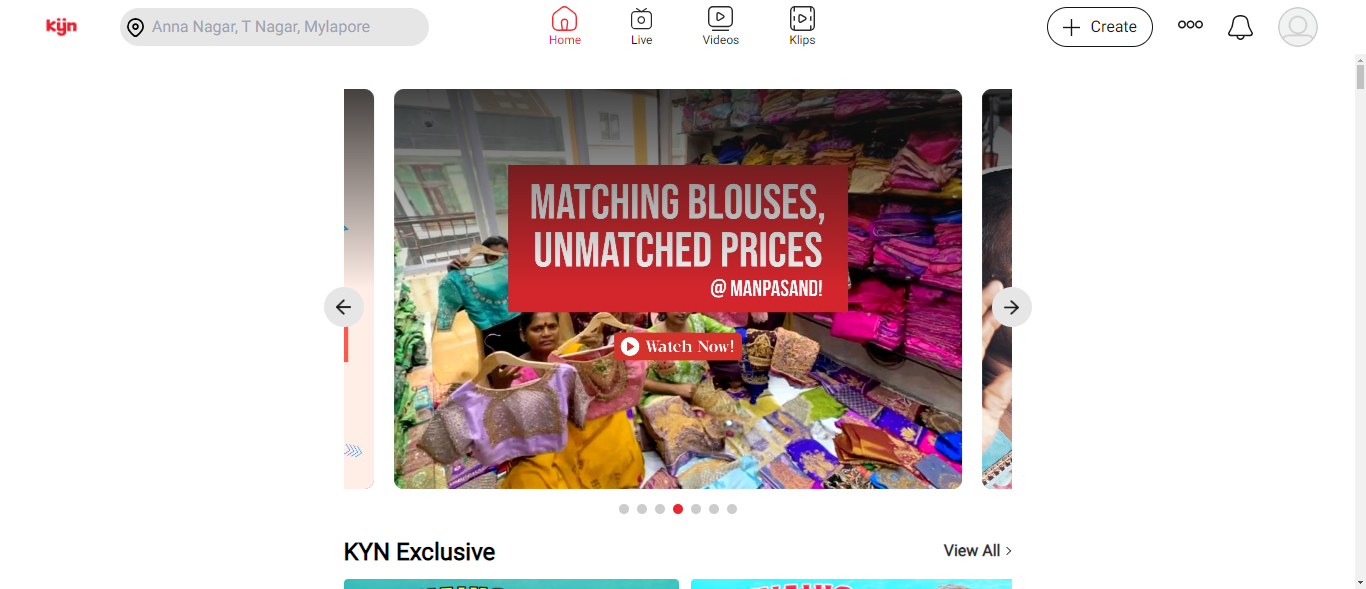 kyn
Anna Nagar, T Nagar, Mylapore
Home
Live
Videos
Klips
Create
MATCHING BLOUSES,
UNMATCHED PRICES
@ MANPASAND!
Watch Now!
KYN Exclusive
View All